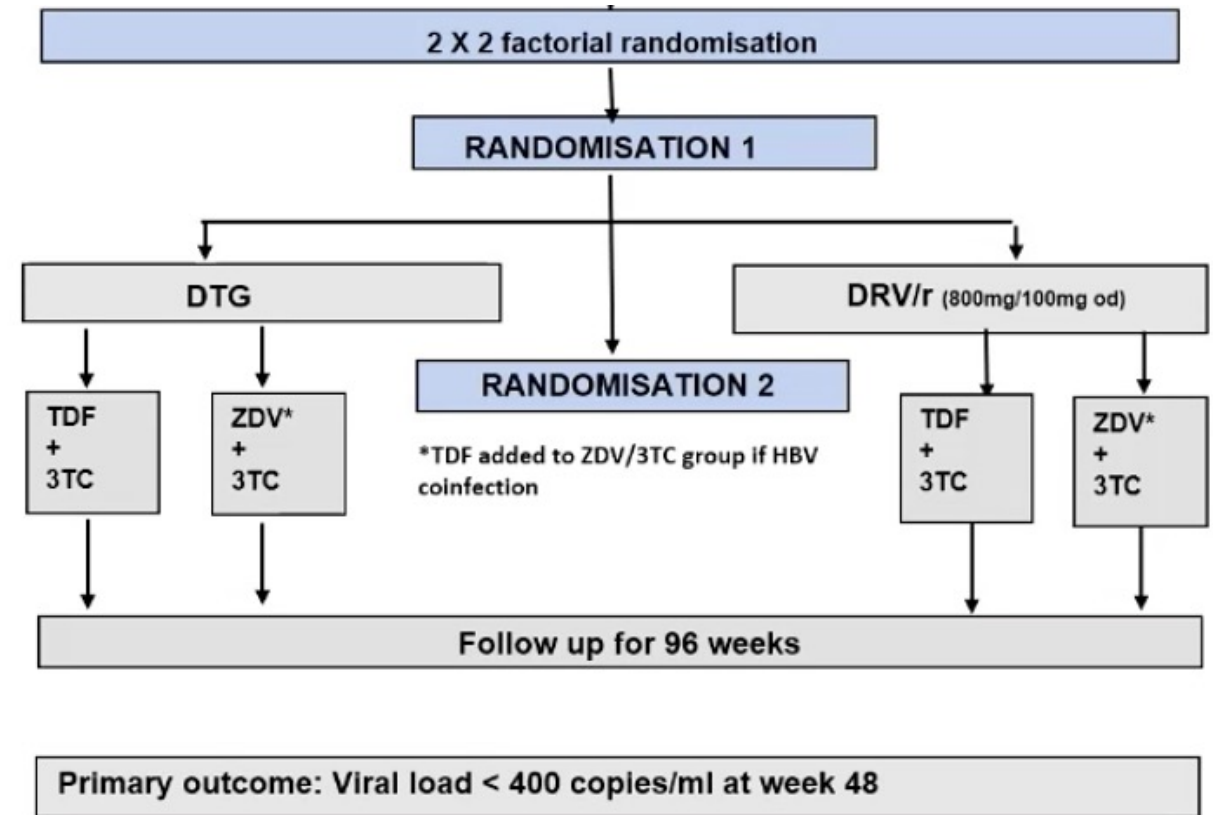 2 X 2 factorial randomisation
RANDOMISATION 1
DTG
DRV/r (800mg/100mg od)
RANDOMISATION 2
TDF
+
3TC
ZDV*
+
3TC
*TDF added to ZDV/3TC group if HBV
coinfection
TDF
+
3TC
ZDV*
+
3TC
Follow up for 96 weeks
Primary outcome: Viral load < 400 copies/ml at week 48